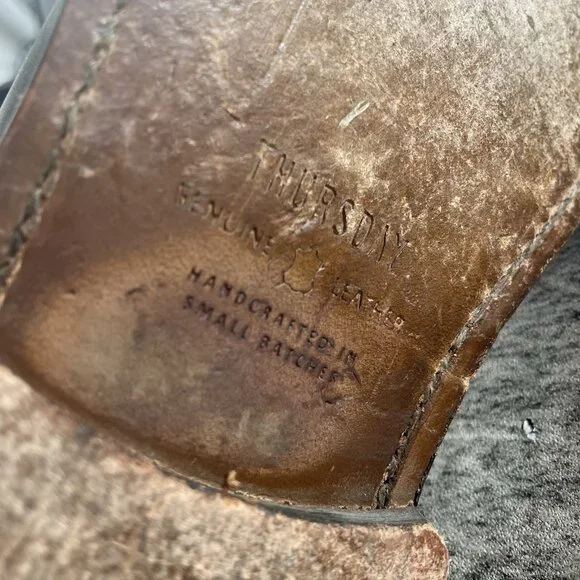 THURSDAY
GENUINE LEATHER
HANDCRAFTED IN
SMALL BATCHES